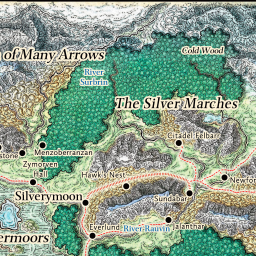 of Many Arrows
Cold Wood
River
Surbrin
The Silver Marches
Citadel Felbarr
Menzoberranzan
stone
Zymorven
Hall
Hawk's Nest
Newfor
Silverymoon
Sundabar
Everlund
River Rauvin
Jalanthar
ermoors